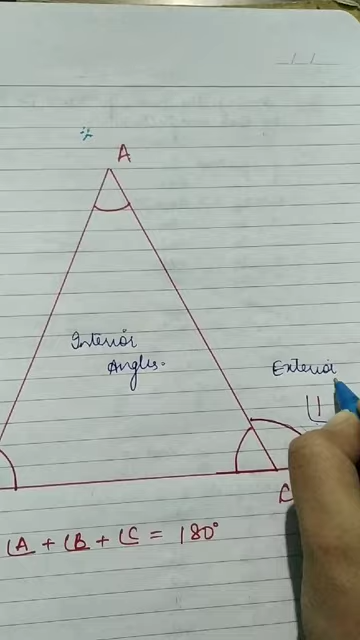 A
Interior
Angles.
Exterior
∠A + ∠B + ∠C = 180°